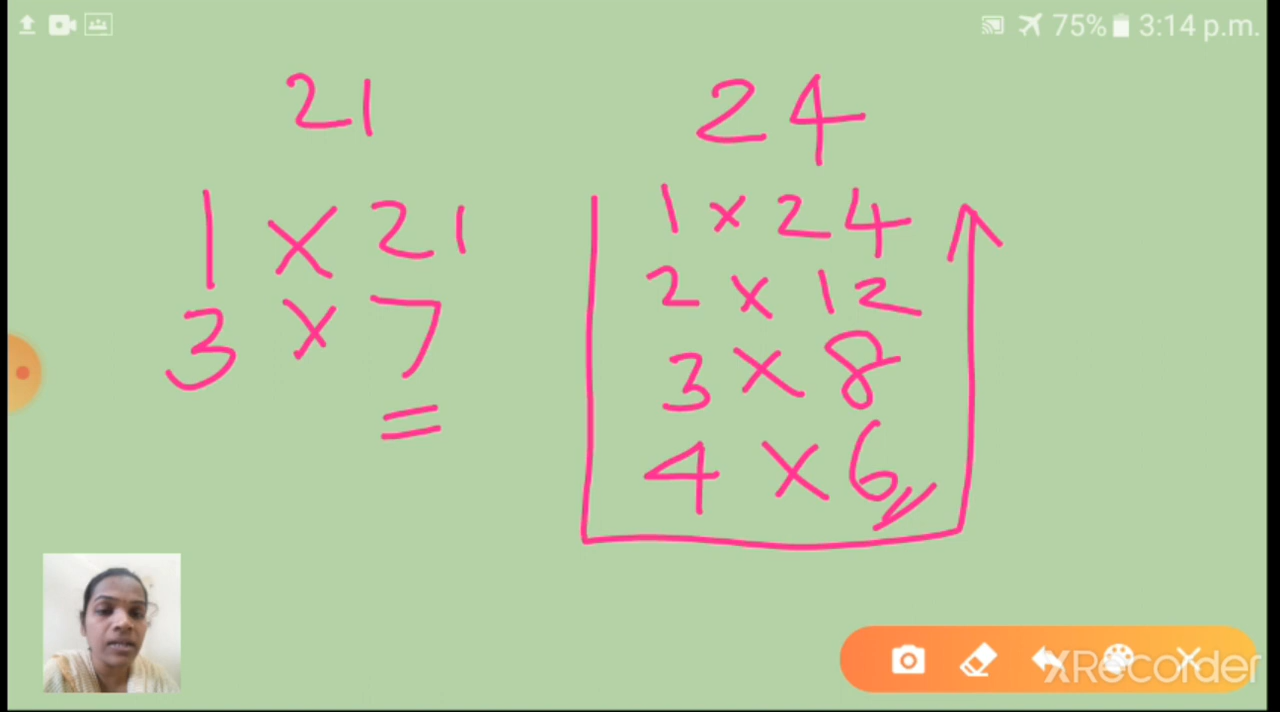 75% 3:14 p.m.
21
1 × 21
3 × 7
24
1 × 24
2 × 12
3 × 8
4 × 6
XRecorder